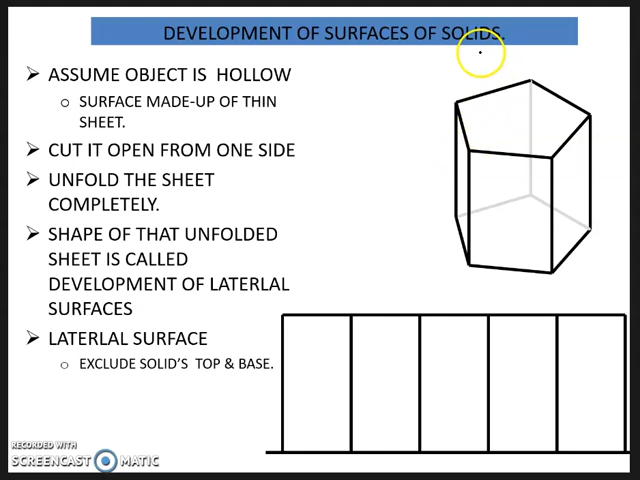 DEVELOPMENT OF SURFACES OF SOLIDS.
ASSUME OBJECT IS HOLLOW
SURFACE MADE-UP OF THIN
SHEET.
CUT IT OPEN FROM ONE SIDE
UNFOLD THE SHEET
COMPLETELY.
SHAPE OF THAT UNFOLDED
SHEET IS CALLED
DEVELOPMENT OF LATERLAL
SURFACES
LATERLAL SURFACE
EXCLUDE SOLID'S TOP & BASE.
RECORDED WITH
SCREENCAST MATIC